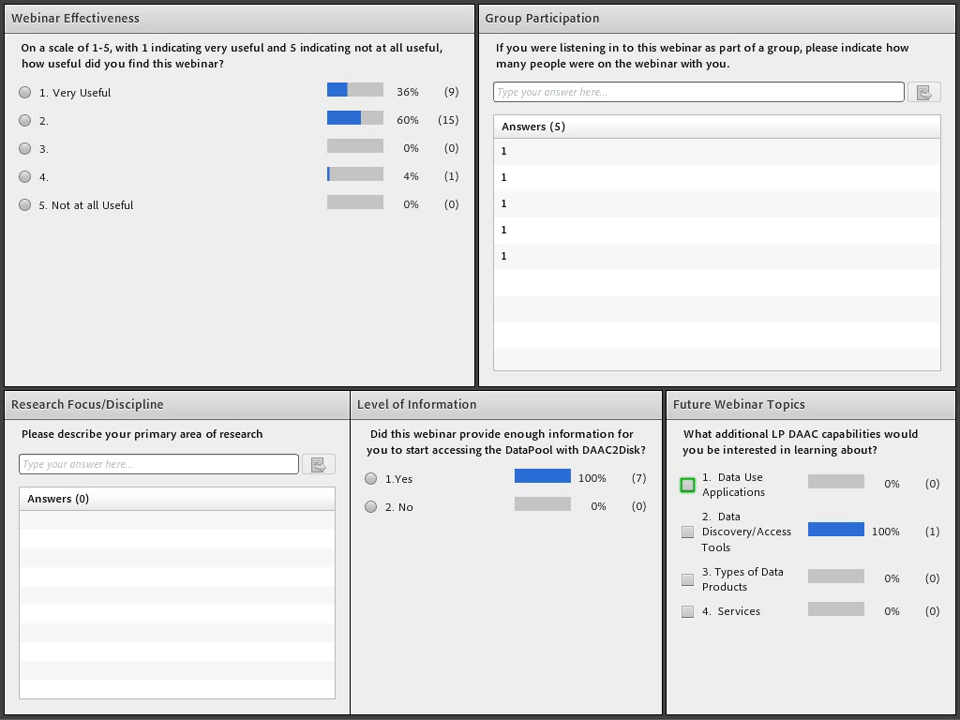 Webinar Effectiveness
On a scale of 1-5, with 1 indicating very useful and 5 indicating not at all useful,
how useful did you find this webinar?
1. Very Useful 36% (9)
2. 60% (15)
3. 0% (0)
4. 4% (1)
5. Not at all Useful 0% (0)
Group Participation
If you were listening in to this webinar as part of a group, please indicate how
many people were on the webinar with you.
Type your answer here...
Answers (5)
1
1
1
1
1
Research Focus/Discipline
Please describe your primary area of research
Type your answer here...
Answers (0)
Level of Information
Did this webinar provide enough information for
you to start accessing the DataPool with DAAC2Disk?
1.Yes 100% (7)
2. No 0% (0)
Future Webinar Topics
What additional LP DAAC capabilities would
you be interested in learning about?
1. Data Use
Applications 0% (0)
2. Data
Discovery/Access 100% (1)
Tools
3. Types of Data
Products 0% (0)
4. Services 0% (0)